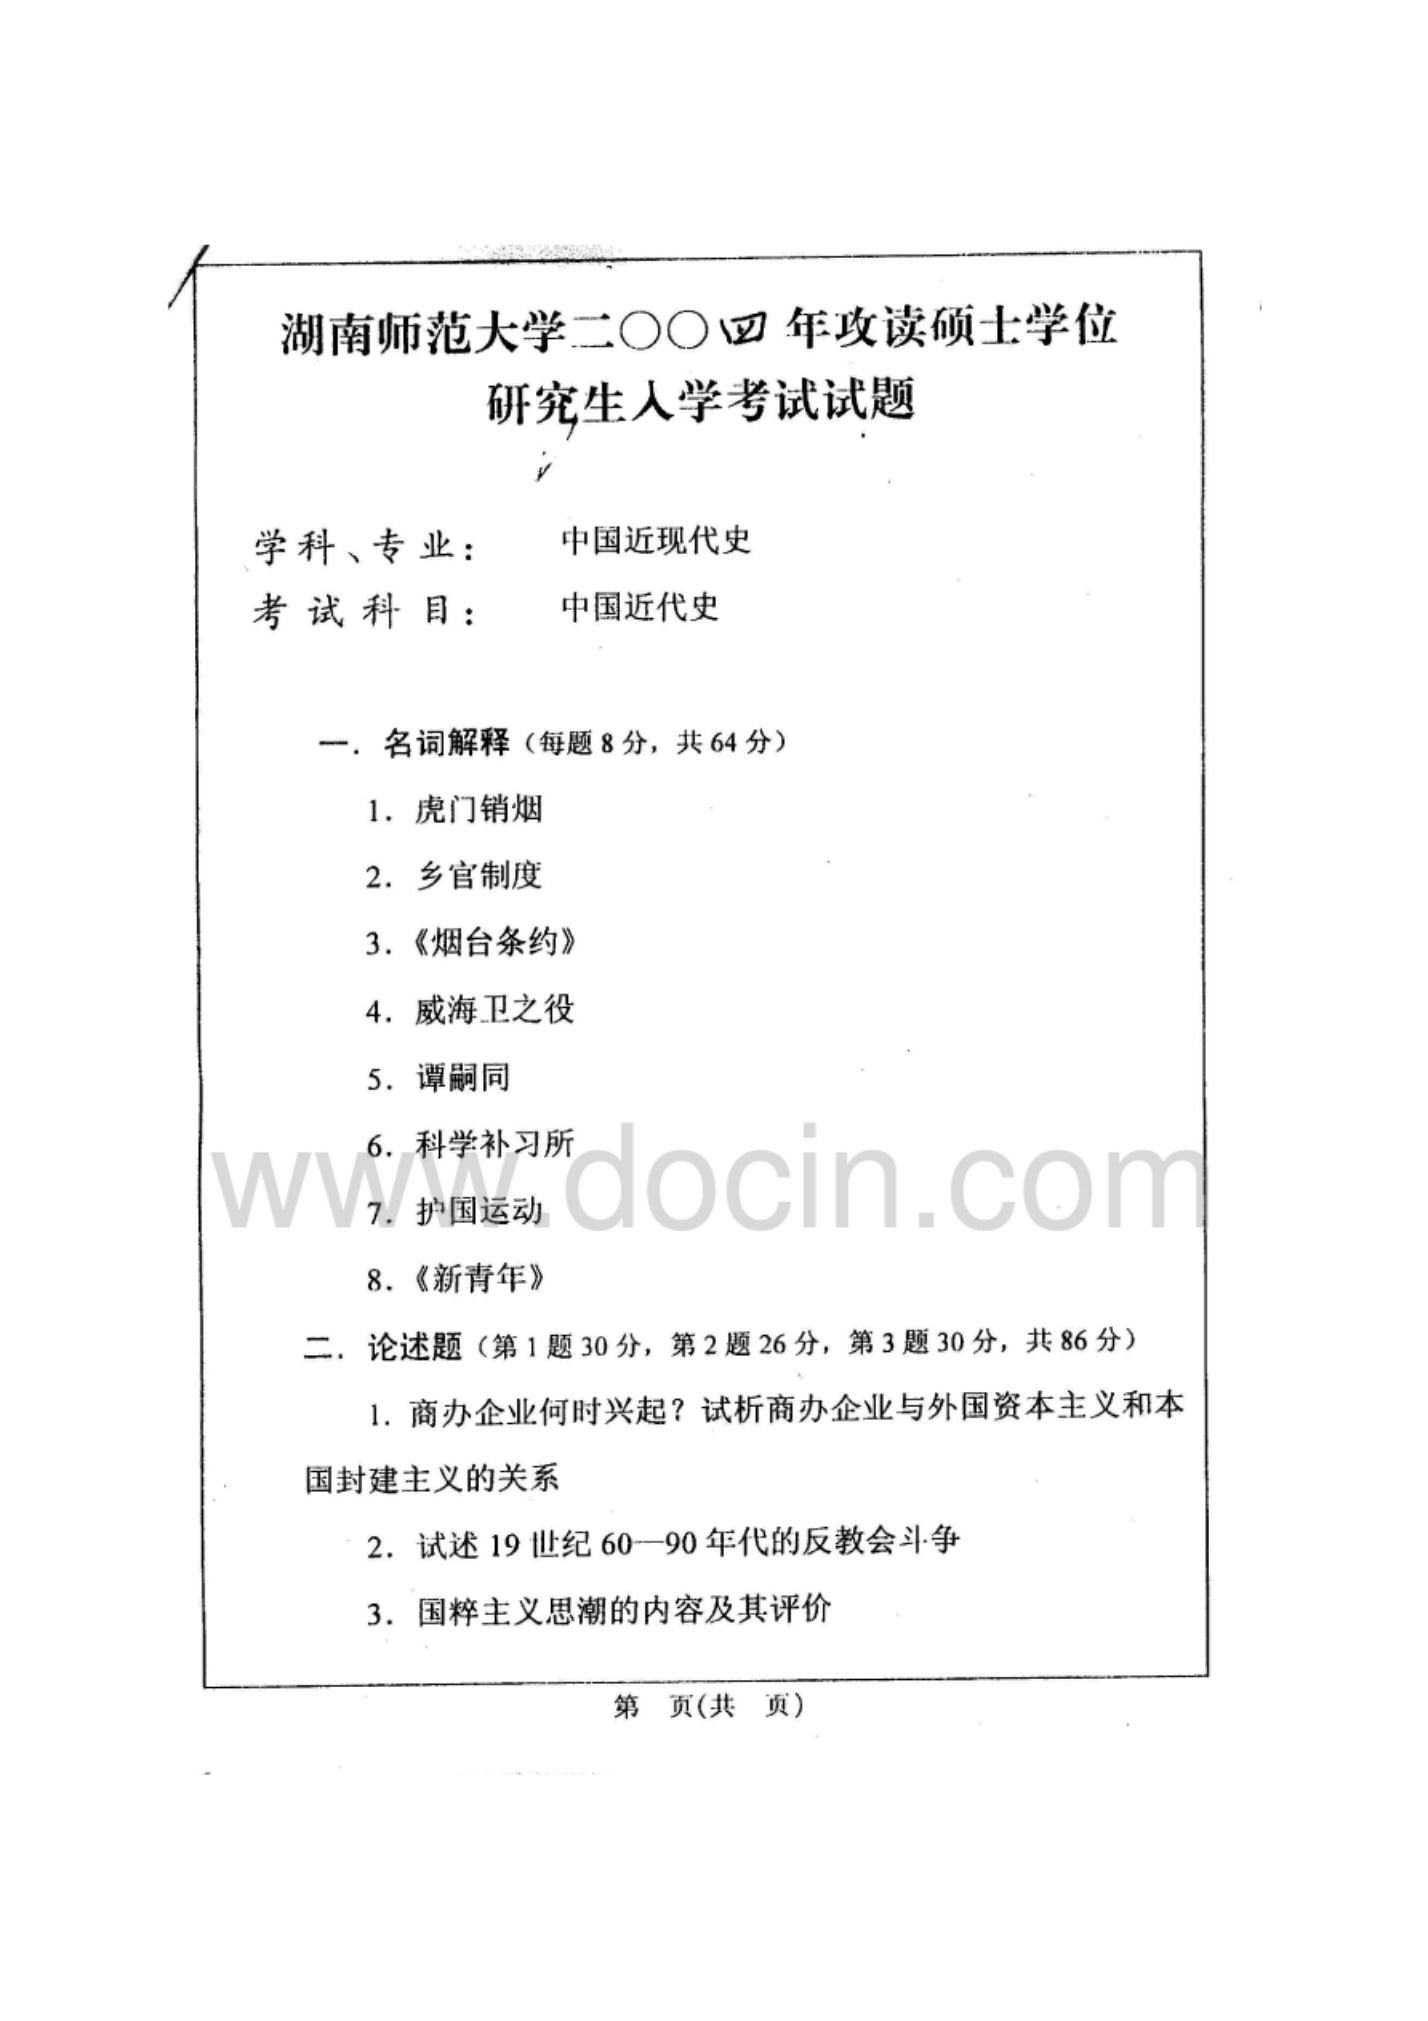 湖南师范大学二〇〇四年攻读硕士学位
研究生入学考试试题
学科、专业： 中国近现代史
考试科目： 中国近代史
一．名词解释（每题8分，共64分）
1．虎门销烟
2．乡官制度
3．《烟台条约》
4．威海卫之役
5．谭嗣同
6．科学补习所
7．护国运动
8．《新青年》
www.docin.com
二．论述题（第1题30分，第2题26分，第3题30分，共86分）
1. 商办企业何时兴起？试析商办企业与外国资本主义和本
国封建主义的关系
2．试述19世纪60—90年代的反教会斗争
3．国粹主义思潮的内容及其评价
第 页(共 页)